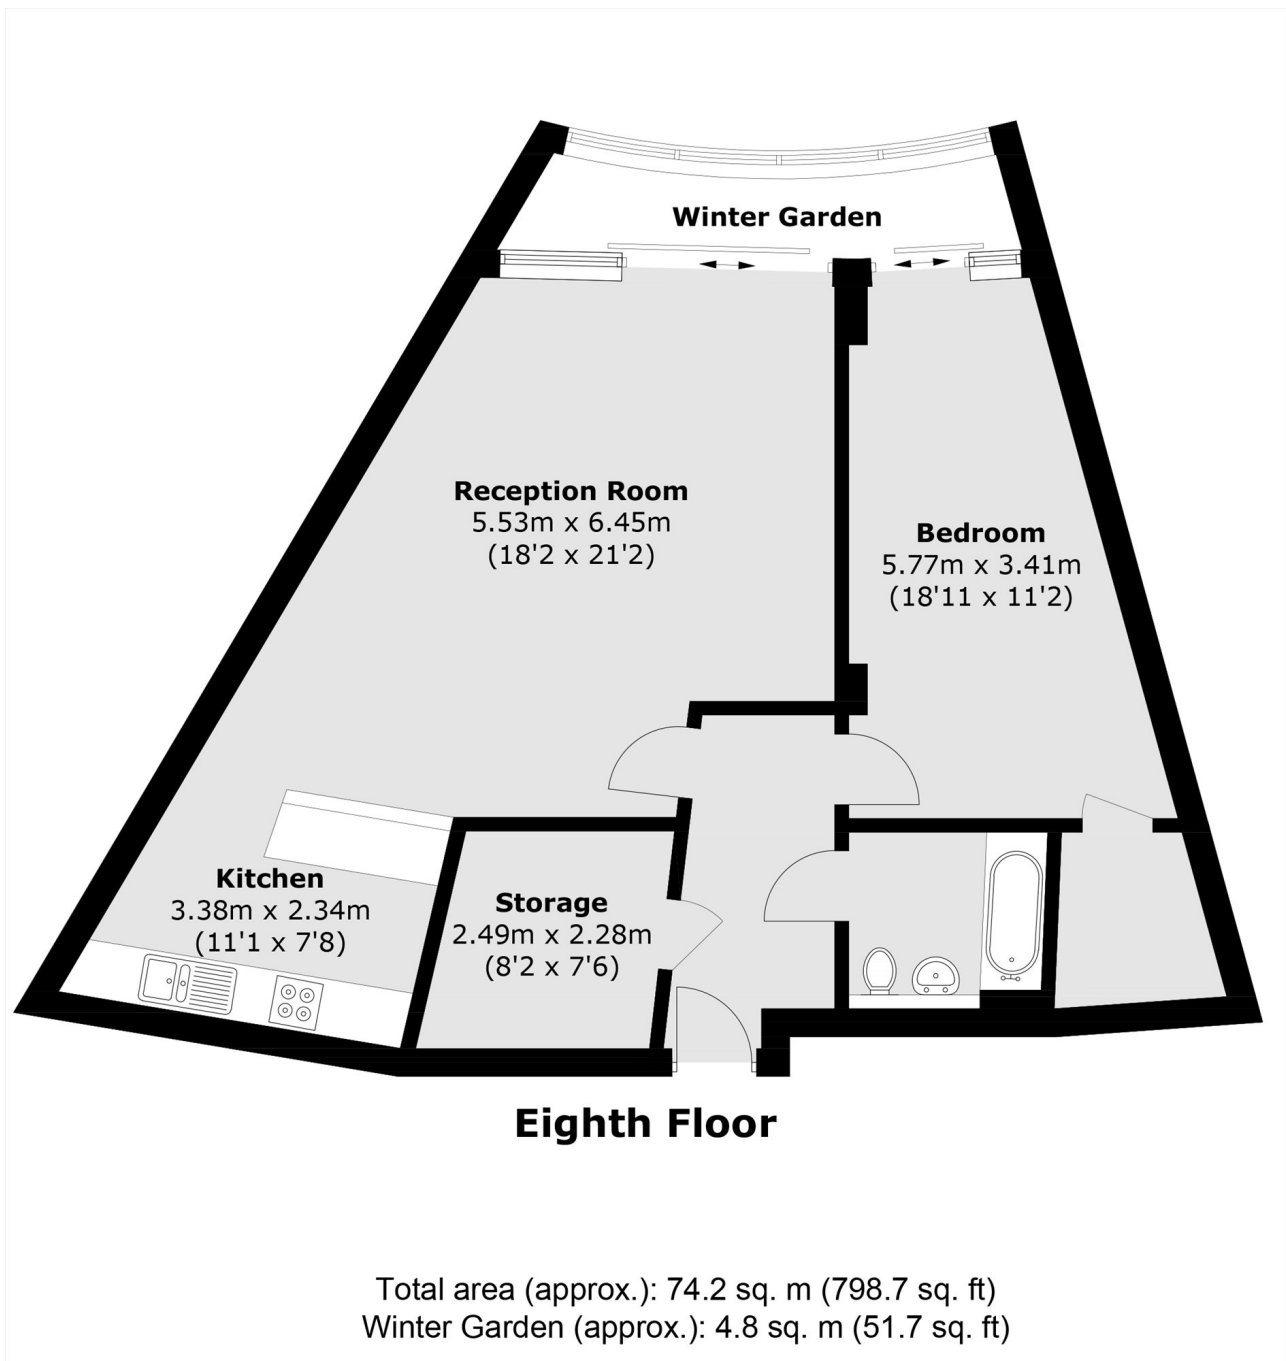 Winter Garden
Reception Room
5.53m x 6.45m
(18'2 x 21'2)
Bedroom
5.77m x 3.41m
(18'11 x 11'2)
Kitchen
3.38m x 2.34m
(11'1 x 7'8)
Storage
2.49m x 2.28m
(8'2 x 7'6)
Eighth Floor
Total area (approx.): 74.2 sq. m (798.7 sq. ft)
Winter Garden (approx.): 4.8 sq. m (51.7 sq. ft)